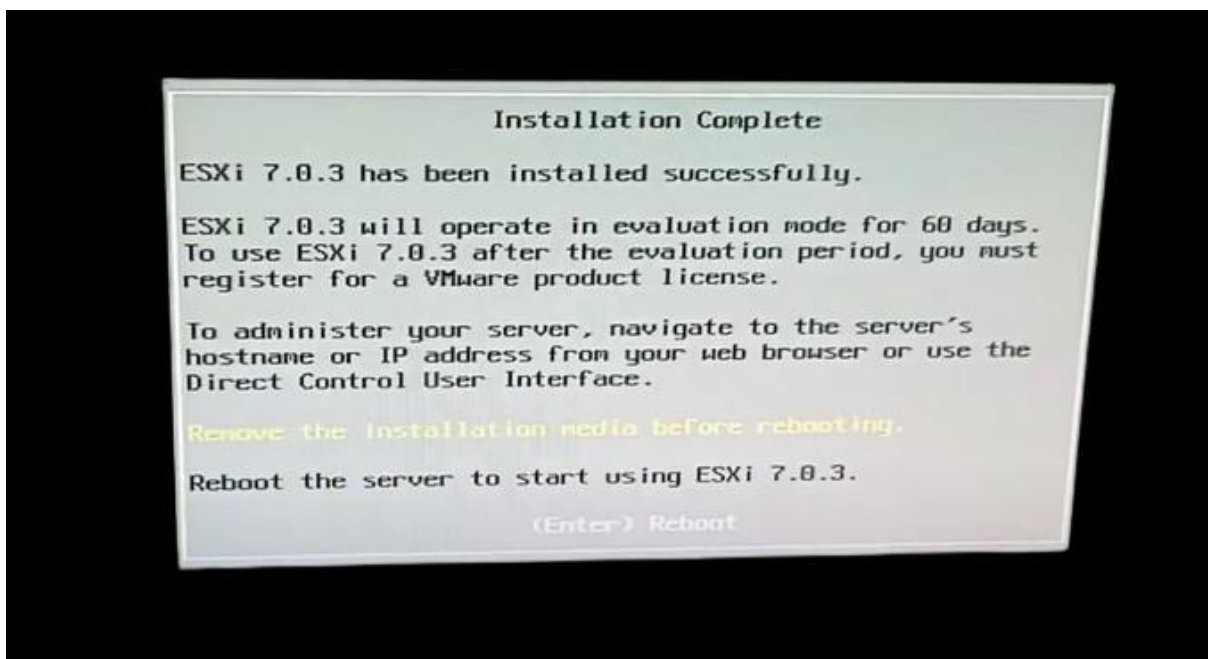 Installation Complete
ESXi 7.0.3 has been installed successfully.
ESXi 7.0.3 will operate in evaluation mode for 60 days.
To use ESXi 7.0.3 after the evaluation period, you must
register for a VMware product license.
To administer your server, navigate to the server's
hostname or IP address from your web browser or use the
Direct Control User Interface.
Remove the installation media before rebooting.
Reboot the server to start using ESXi 7.0.3.
(Enter) Reboot